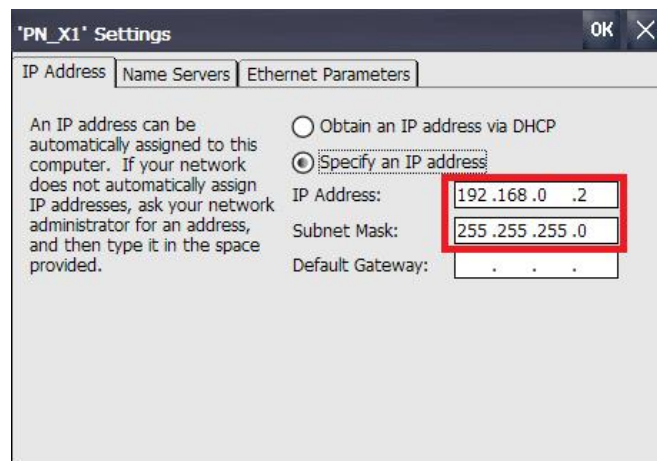 'PN_X1' Settings OK X
IP Address Name Servers Ethernet Parameters
An IP address can be
automatically assigned to this
computer. If your network
does not automatically assign
IP addresses, ask your network
administrator for an address,
and then type it in the space
provided.
Obtain an IP address via DHCP
Specify an IP address
IP Address: 192 .168 .0 .2
Subnet Mask: 255 .255 .255 .0
Default Gateway: . . .